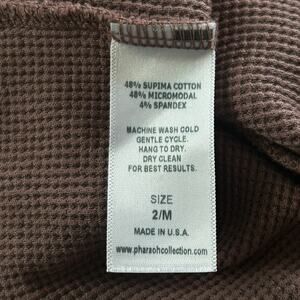 48% SUPIMA COTTON
48% MICROMODAL
4% SPANDEX
MACHINE WASH COLD
GENTLE CYCLE.
HANG TO DRY.
DRY CLEAN
FOR BEST RESULTS.
SIZE
2/M
MADE IN U.S.A.
www.pharaohcollection.com